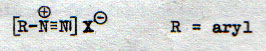 [R-N⊕≡N] X⊖ R = aryl